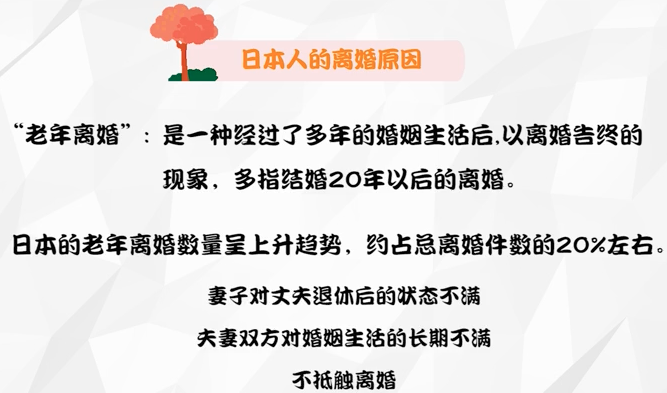 日本人的离婚原因
“老年离婚”：是一种经过了多年的婚姻生活后,以离婚告终的
现象，多指结婚20年以后的离婚。
日本的老年离婚数量呈上升趋势，约占总离婚件数的20%左右。
妻子对丈夫退休后的状态不满
夫妻双方对婚姻生活的长期不满
不抵触离婚